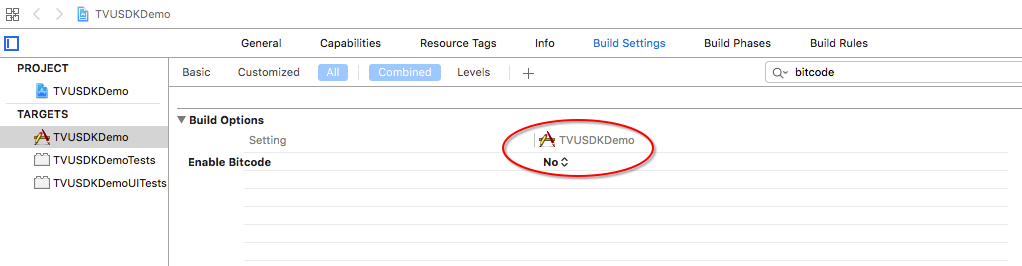 TVUSDKDemo
General Capabilities Resource Tags Info Build Settings Build Phases Build Rules
PROJECT
TVUSDKDemo
TARGETS
TVUSDKDemo
TVUSDKDemoTests
TVUSDKDemoUITests
Basic Customized All Combined Levels + bitcode
Build Options
Setting TVUSDKDemo
Enable Bitcode No